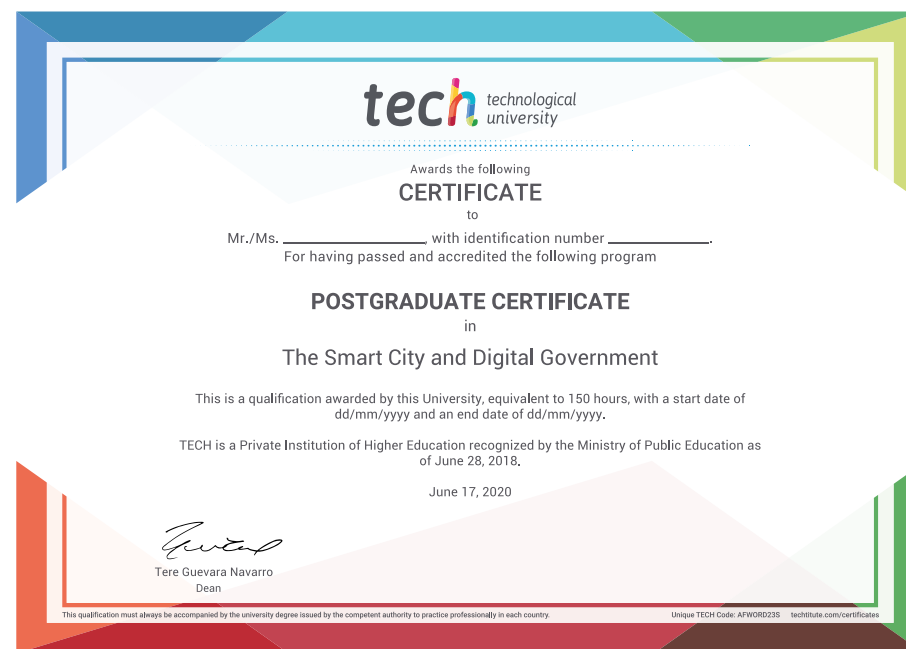 tech technological
university
Awards the following
CERTIFICATE
to
Mr./Ms. ____________________, with identification number ______________.
For having passed and accredited the following program
POSTGRADUATE CERTIFICATE
in
The Smart City and Digital Government
This is a qualification awarded by this University, equivalent to 150 hours, with a start date of
dd/mm/yyyy and an end date of dd/mm/yyyy.
TECH is a Private Institution of Higher Education recognized by the Ministry of Public Education as
of June 28, 2018.
June 17, 2020
Tere Guevara Navarro
Dean
This qualification must always be accompanied by the university degree issued by the competent authority to practice professionally in each country. Unique TECH Code: AFWORD23S techtitute.com/certificates